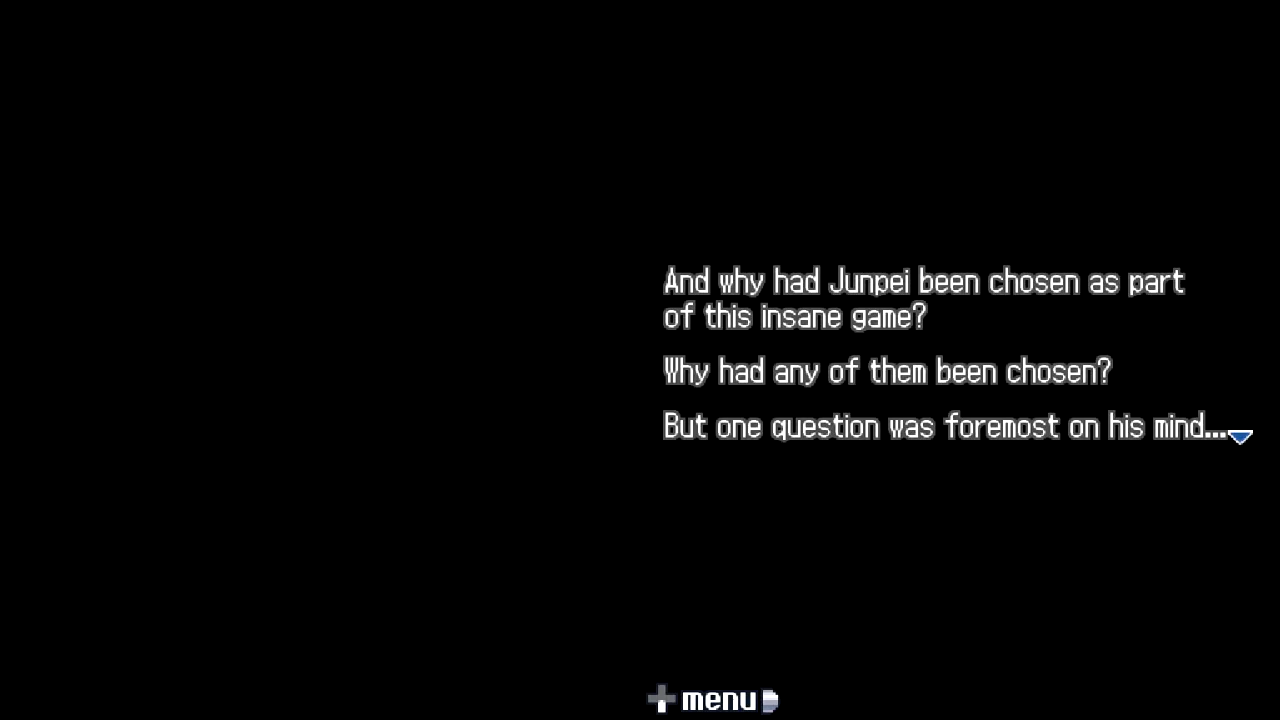 And why had Junpei been chosen as part
of this insane game?
Why had any of them been chosen?
But one question was foremost on his mind...
menu